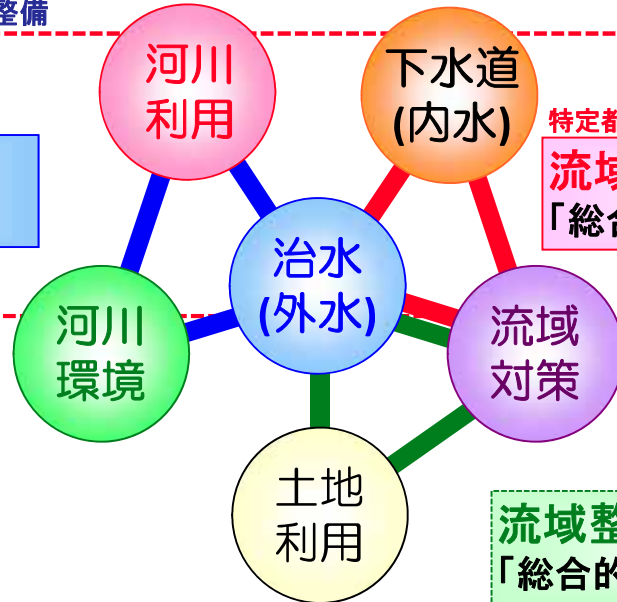 整備
河川
利用
下水道
(内水)
特定都
流域
「総合
治水
(外水)
河川
環境
流域
対策
土地
利用
流域整
「総合的